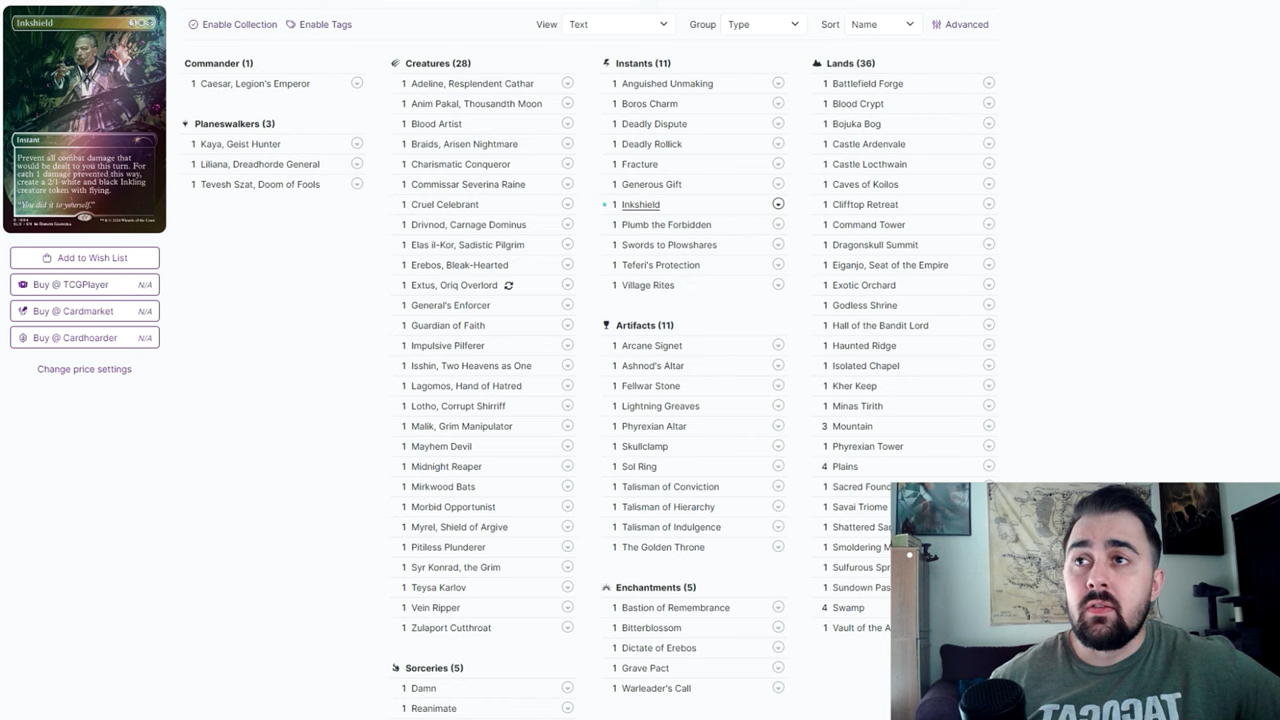 Inkshield
Instant
Prevent all combat damage that
would be dealt to you this turn. For
each 1 damage prevented this way,
create a 2/1 white and black Inkling
creature token with flying.
"You did it to yourself."
Add to Wish List
Buy @ TCGPlayer N/A
Buy @ Cardmarket N/A
Buy @ Cardhoarder N/A
Change price settings
Enable Collection
Enable Tags
View Text
Group Type
Sort Name
Advanced
Commander (1)
1 Caesar, Legion's Emperor
Planeswalkers (3)
1 Kaya, Geist Hunter
1 Liliana, Dreadhorde General
1 Tevesh Szat, Doom of Fools
Creatures (28)
1 Adeline, Resplendent Cathar
1 Anim Pakal, Thousandth Moon
1 Blood Artist
1 Braids, Arisen Nightmare
1 Charismatic Conqueror
1 Commissar Severina Raine
1 Cruel Celebrant
1 Drivnod, Carnage Dominus
1 Elas il-Kor, Sadistic Pilgrim
1 Erebos, Bleak-Hearted
1 Extus, Oriq Overlord
1 General's Enforcer
1 Guardian of Faith
1 Impulsive Pilferer
1 Isshin, Two Heavens as One
1 Lagomos, Hand of Hatred
1 Lotho, Corrupt Shirriff
1 Malik, Grim Manipulator
1 Mayhem Devil
1 Midnight Reaper
1 Mirkwood Bats
1 Morbid Opportunist
1 Myrel, Shield of Argive
1 Pitiless Plunderer
1 Syr Konrad, the Grim
1 Teysa Karlov
1 Vein Ripper
1 Zulaport Cutthroat
Sorceries (5)
1 Damn
1 Reanimate
Instants (11)
1 Anguished Unmaking
1 Boros Charm
1 Deadly Dispute
1 Deadly Rollick
1 Fracture
1 Generous Gift
1 Inkshield
1 Plumb the Forbidden
1 Swords to Plowshares
1 Teferi's Protection
1 Village Rites
Artifacts (11)
1 Arcane Signet
1 Ashnod's Altar
1 Fellwar Stone
1 Lightning Greaves
1 Phyrexian Altar
1 Skullclamp
1 Sol Ring
1 Talisman of Conviction
1 Talisman of Hierarchy
1 Talisman of Indulgence
1 The Golden Throne
Enchantments (5)
1 Bastion of Remembrance
1 Bitterblossom
1 Dictate of Erebos
1 Grave Pact
1 Warleader's Call
Lands (36)
1 Battlefield Forge
1 Blood Crypt
1 Bojuka Bog
1 Castle Ardenvale
1 Castle Locthwain
1 Caves of Koilos
1 Clifftop Retreat
1 Command Tower
1 Dragonskull Summit
1 Eiganjo, Seat of the Empire
1 Exotic Orchard
1 Godless Shrine
1 Hall of the Bandit Lord
1 Haunted Ridge
1 Isolated Chapel
1 Kher Keep
1 Minas Tirith
3 Mountain
1 Phyrexian Tower
4 Plains
1 Sacred Foun
1 Savai Triome
1 Shattered Sa
1 Smoldering M
1 Sulfurous Spr
1 Sundown Pas
4 Swamp
1 Vault of the A
TACOCAT